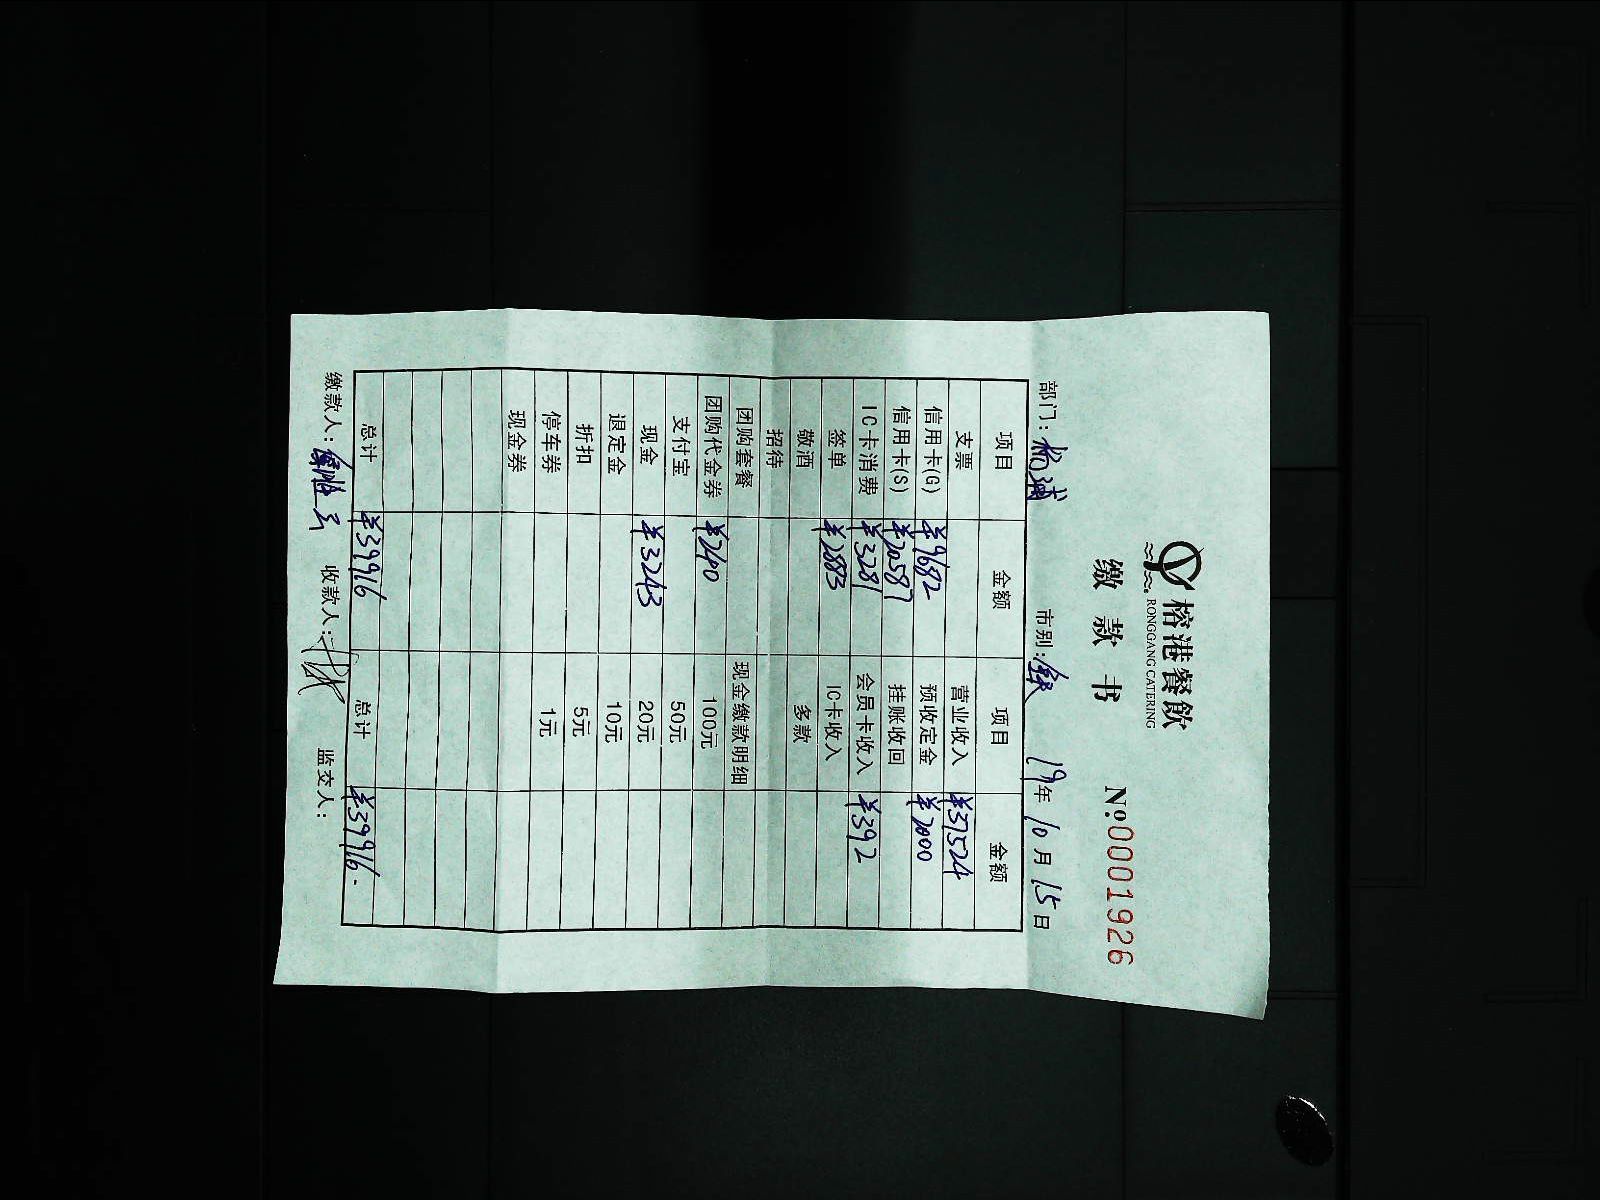 榕港餐飲
RONGGANG CATERING
缴款书 No.0001926
部门:杨浦 市别: 19年10月15日
项目 金额 项目 金额
支票 营业收入 ¥37524
信用卡(G) ¥9682 预收定金 ¥2000
信用卡(S) ¥20587 挂账收回
IC卡消费 ¥3281 会员卡收入 ¥392
签单 ¥2883 IC卡收入
敬酒 多款
招待
团购套餐 现金缴款明细
团购代金券 ¥240 100元
支付宝 50元
现金 ¥3243 20元
退定金 10元
折扣 5元
停车券 1元
现金券
总计 ¥39916 总计 ¥39916.-
缴款人: 收款人: 监交人: